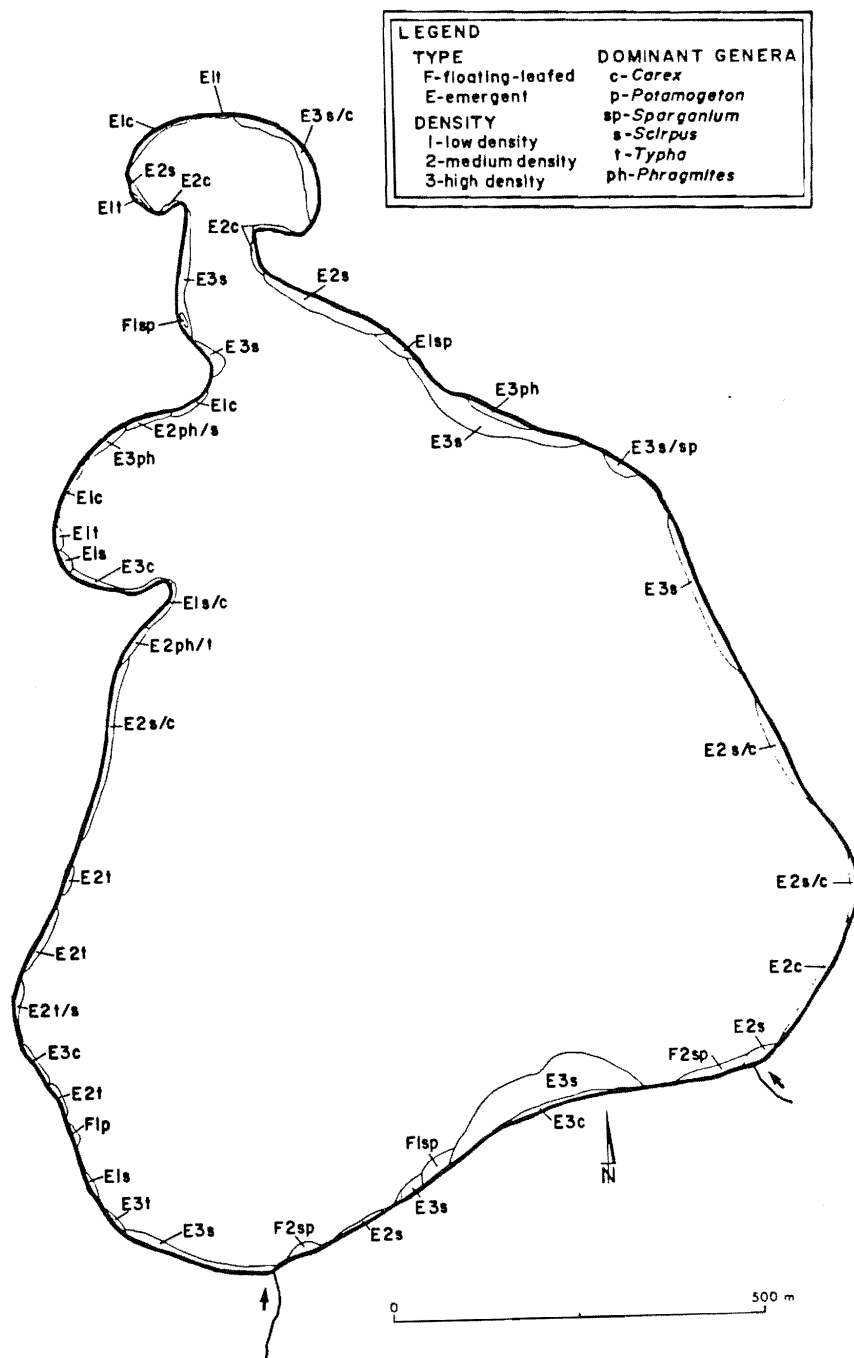 LEGEND
TYPE
F-floating-leafed
E-emergent
DENSITY
1-low density
2-medium density
3-high density
DOMINANT GENERA
c-Carex
p-Potamogeton
sp-Sparganium
s-Scirpus
t-Typha
ph-Phragmites
E1t
E1c
E3s/c
E2s
E2c
E1t
E2c
E3s
E2s
F1sp
E3s
E1sp
E1c
E3ph
E2ph/s
E3s
E3ph
E3s/sp
E1c
E1t
E1s
E3c
E3s
E1s/c
E2ph/t
E2s/c
E2s/c
E2t
E2s/c
E2t
E2c
E2t/s
E2s
E3c
F2sp
E2t
E3s
F1p
E3c
F1sp
N
E1s
E3s
E3t
E3s
F2sp
E2s
0
500 m